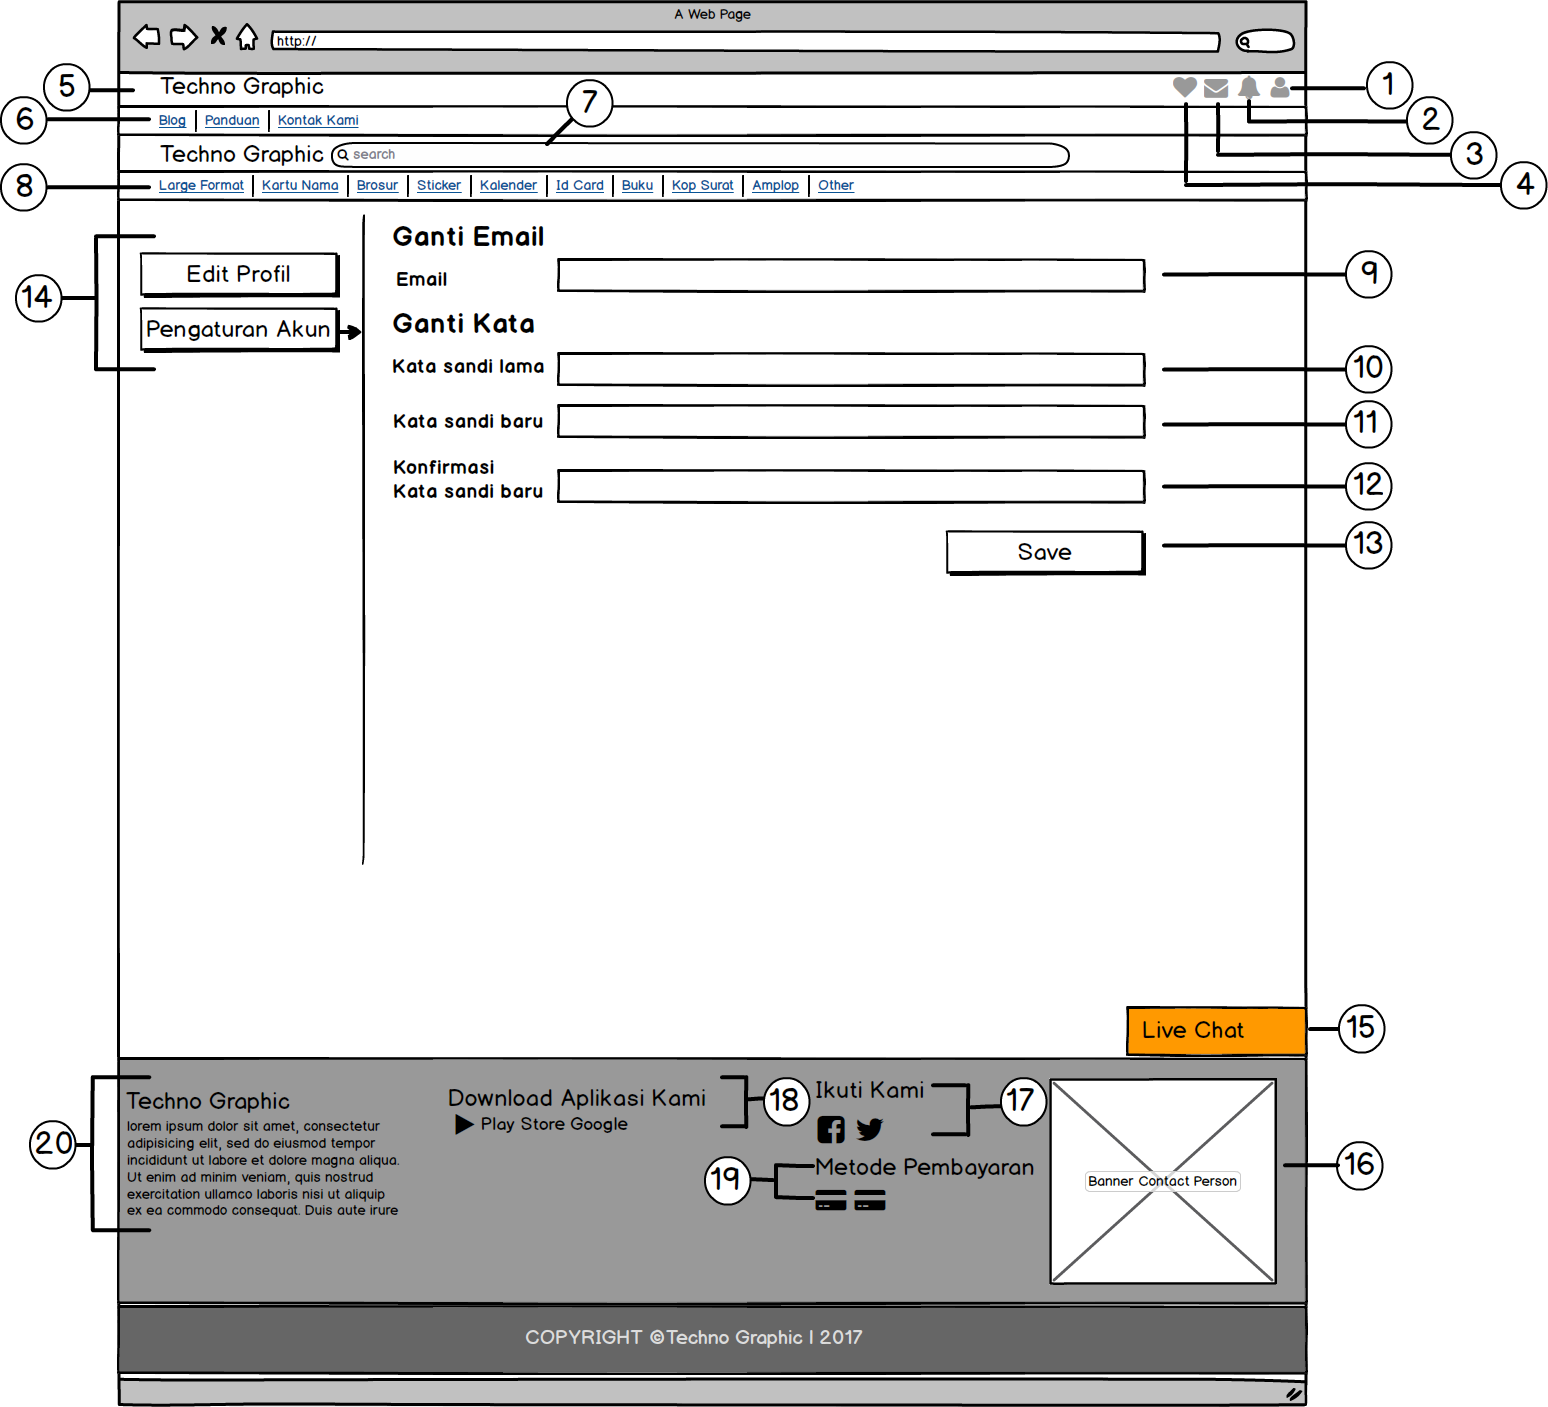 A Web Page
http://
5
Techno Graphic
1
7
6
Blog
Panduan
Kontak Kami
2
Techno Graphic
search
3
8
Large Format
Kartu Nama
Brosur
Sticker
Kalender
Id Card
Buku
Kop Surat
Amplop
Other
4
Ganti Email
Edit Profil
Email
9
14
Ganti Kata
Pengaturan Akun
Kata sandi lama
10
Kata sandi baru
11
Konfirmasi
Kata sandi baru
12
Save
13
Live Chat
15
Techno Graphic
lorem ipsum dolor sit amet, consectetur
adipisicing elit, sed do eiusmod tempor
incididunt ut labore et dolore magna aliqua.
Ut enim ad minim veniam, quis nostrud
exercitation ullamco laboris nisi ut aliquip
ex ea commodo consequat. Duis aute irure
20
Download Aplikasi Kami
Play Store Google
18
Ikuti Kami
17
19
Metode Pembayaran
Banner Contact Person
16
COPYRIGHT ©Techno Graphic | 2017